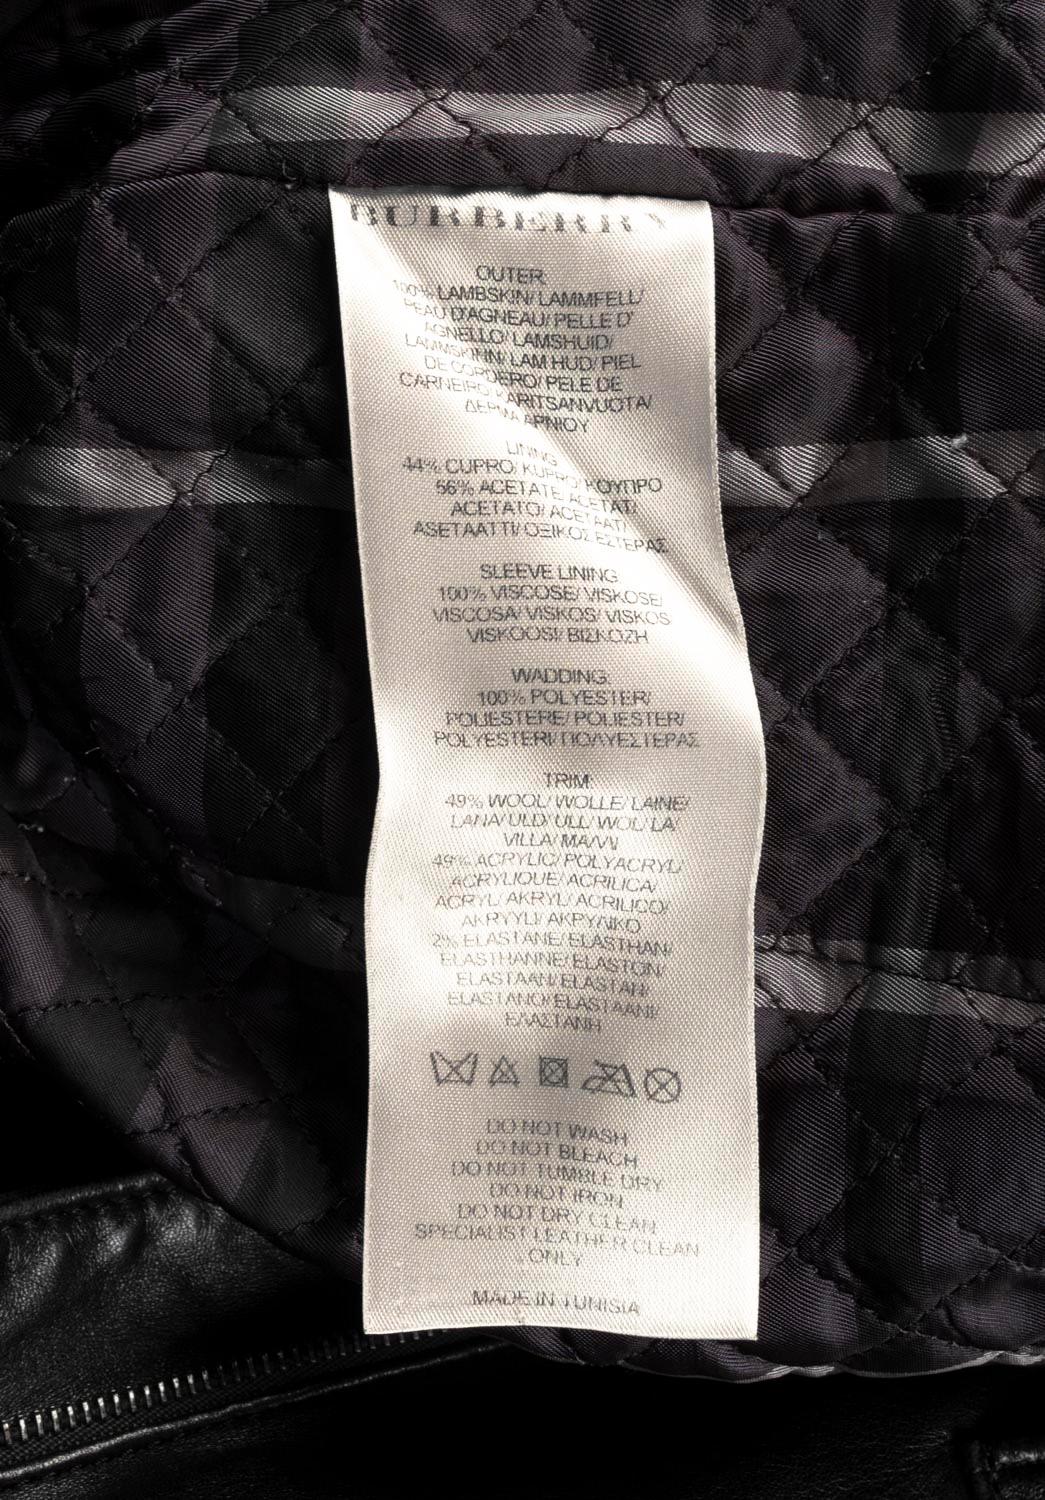 BURBERRY
OUTER:
100% LAMBSKIN/ LAMMFELL/
PEAU D'AGNEAU/ PELLE D'
AGNELLO/ LAMSHUID/
LAMMSKINN/ LAM HUD/ PIEL
DE CORDERO/ PELE DE
CARNEIRO/ KARITSANVUOTA/
ΔΕΡΜΑ ΑΡΝΙΟΥ
LINING:
44% CUPRO/ KUPRO/ ΚΟΥΠΡΟ
56% ACETATE/ ACETAT/
ACETATO/ ACETAAT/
ASETAATTI/ ΟΞΙΚΟΣ ΕΣΤΕΡΑΣ
SLEEVE LINING:
100% VISCOSE/ VISKOSE/
VISCOSA/ VISKOS/ VISKOS
VISKOOSI/ ΒΙΣΚΟΖΗ
WADDING:
100% POLYESTER/
POLIESTERE/ POLIESTER/
POLYESTERI/ ΠΟΛΥΕΣΤΕΡΑΣ
TRIM:
49% WOOL/ WOLLE/ LAINE/
LANA/ ULD/ ULL/ WOL/ LA/
VILLA/ ΜΑΛΛΙ
49% ACRYLIC/ POLYACRYL/
ACRYLIQUE/ ACRILICA/
ACRYL/ AKRYL/ ACRILICO/
AKRYYLI/ ΑΚΡΥΛΙΚΟ
2% ELASTANE/ ELASTHAN/
ELASTHANNE/ ELASTON/
ELASTAAN/ ELASTAN/
ELASTANO/ ELASTAANI/
ΕΛΑΣΤΑΝΗ
DO NOT WASH
DO NOT BLEACH
DO NOT TUMBLE DRY
DO NOT IRON
DO NOT DRY CLEAN
SPECIALIST LEATHER CLEAN
ONLY
MADE IN TUNISIA